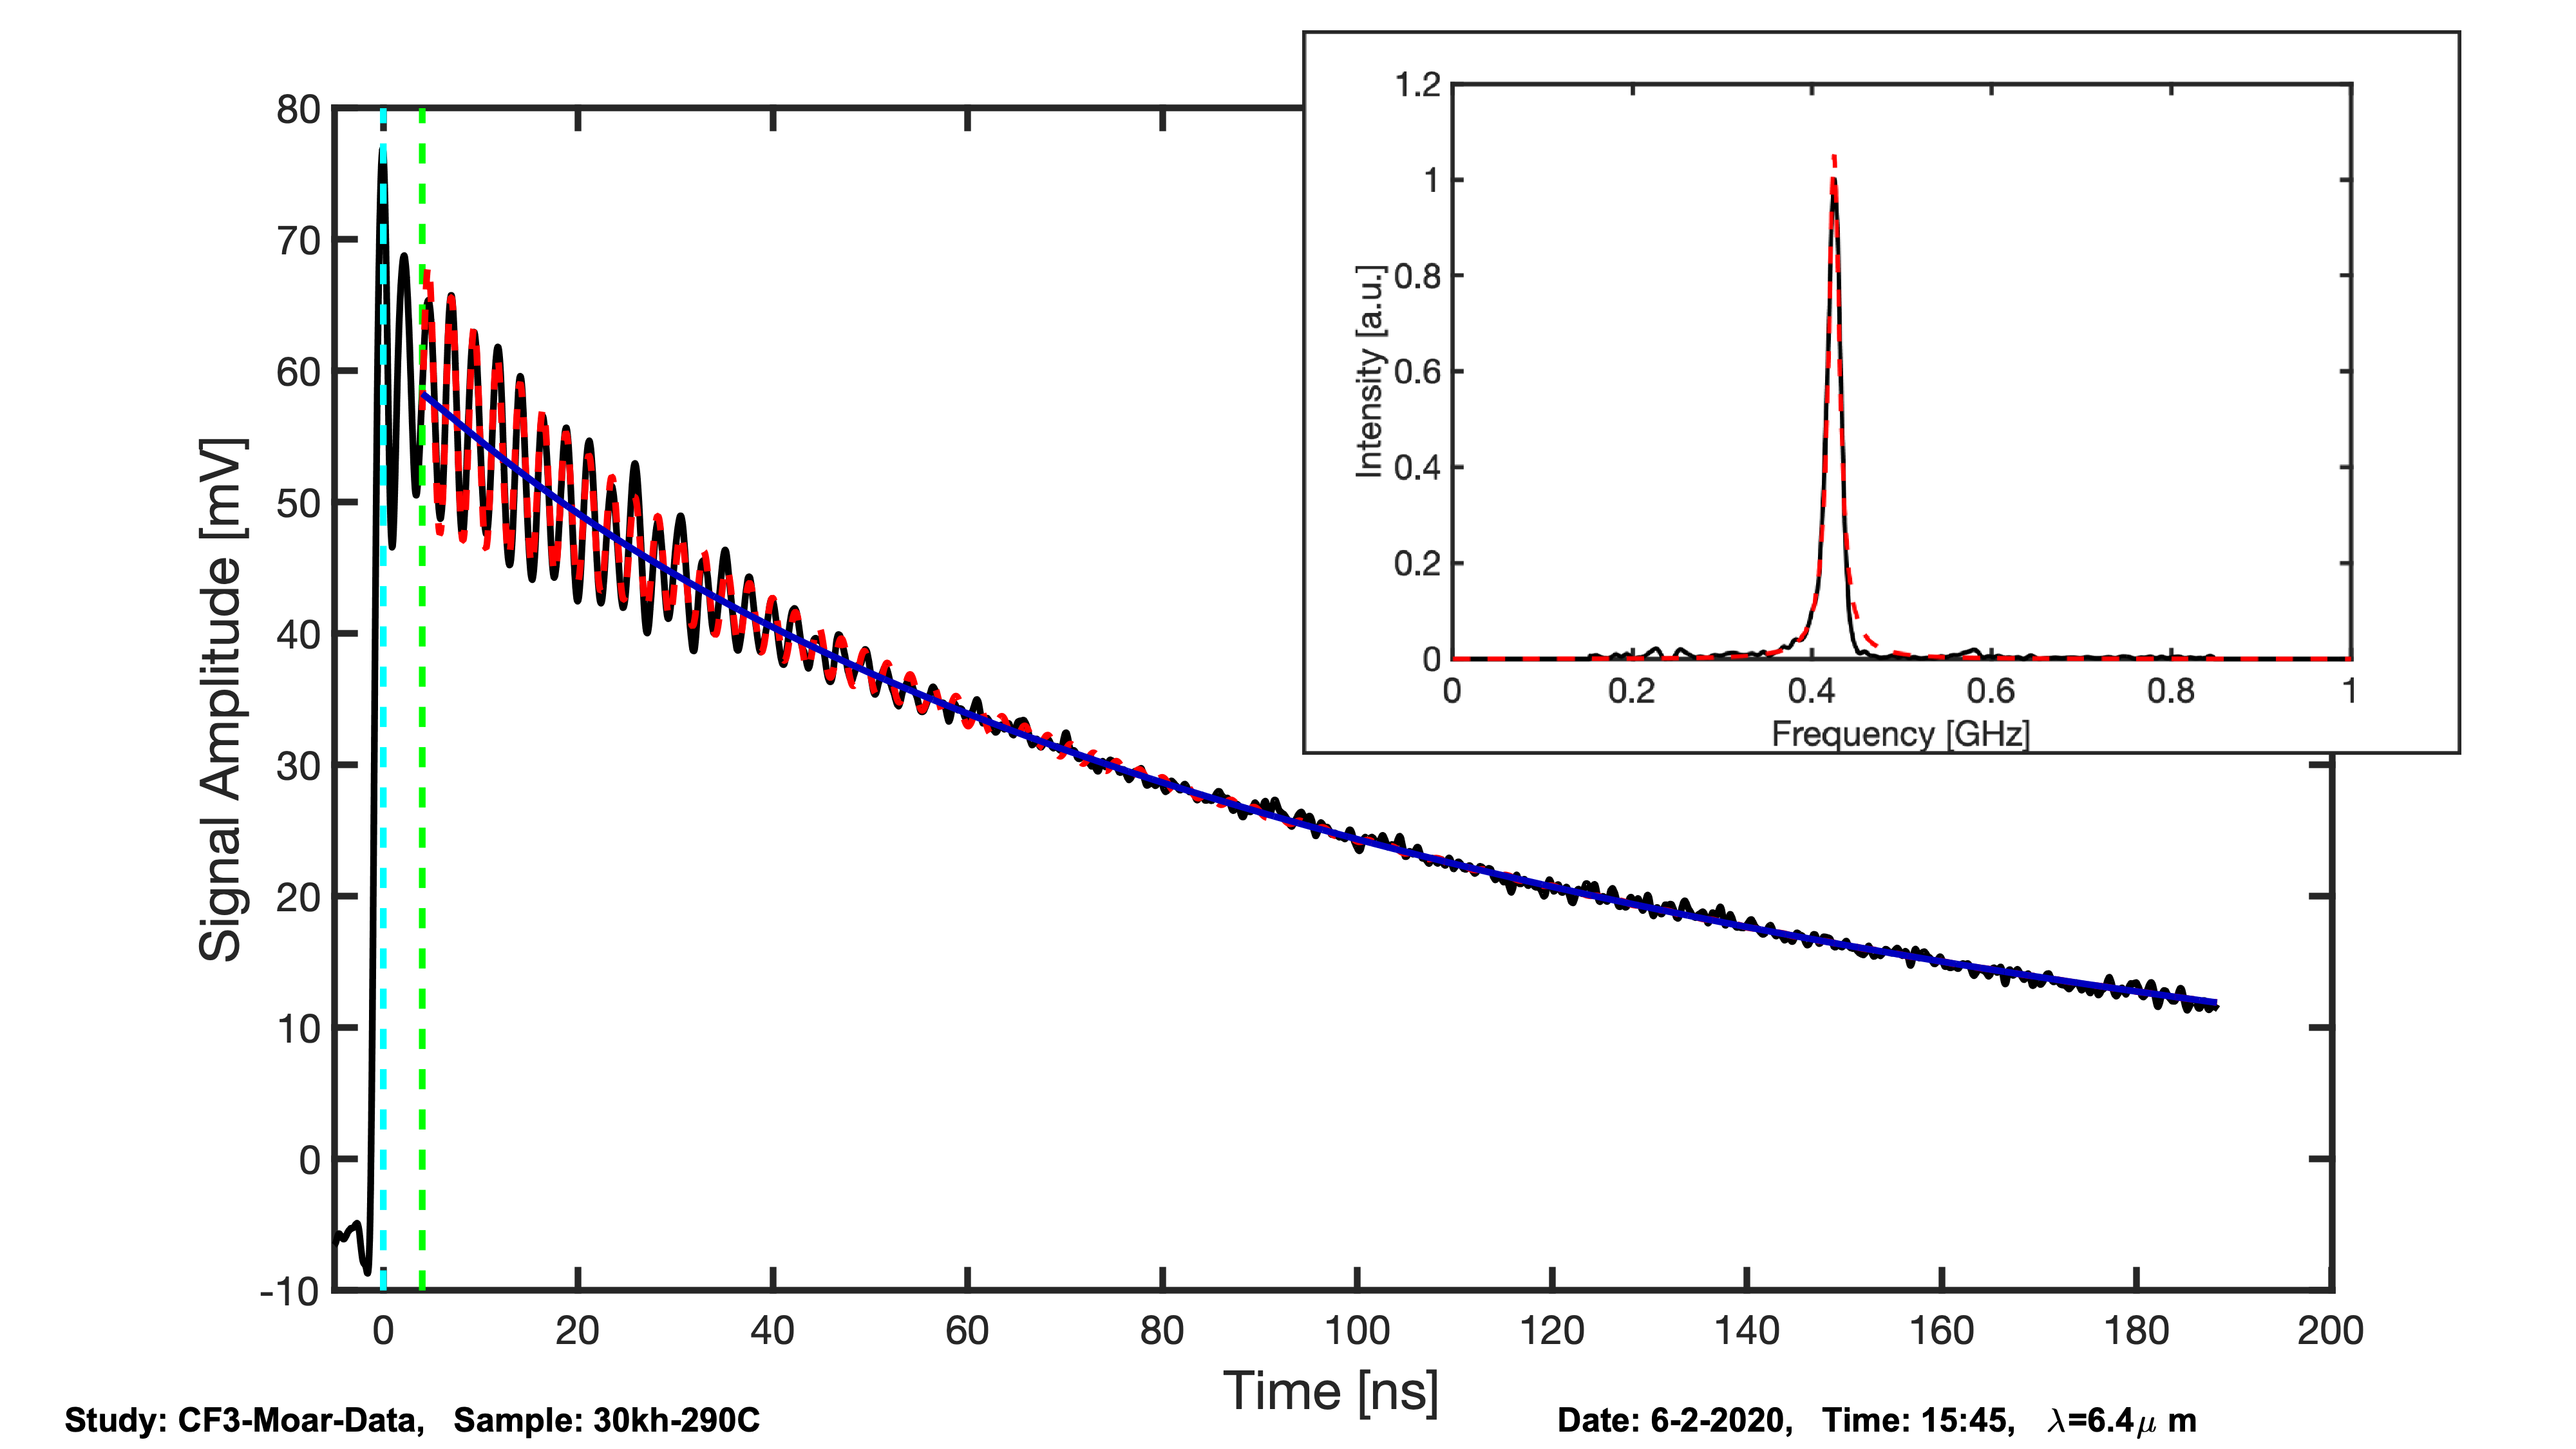 1.2
1
0.8
0.6
0.4
0.2
0
0 0.2 0.4 0.6 0.8 1
Intensity [a.u.]
Frequency [GHz]
80
70
60
50
40
30
20
10
0
-10
Signal Amplitude [mV]
0 20 40 60 80 100 120 140 160 180 200
Time [ns]
Study: CF3-Moar-Data, Sample: 30kh-290C
Date: 6-2-2020, Time: 15:45, λ=6.4μ m